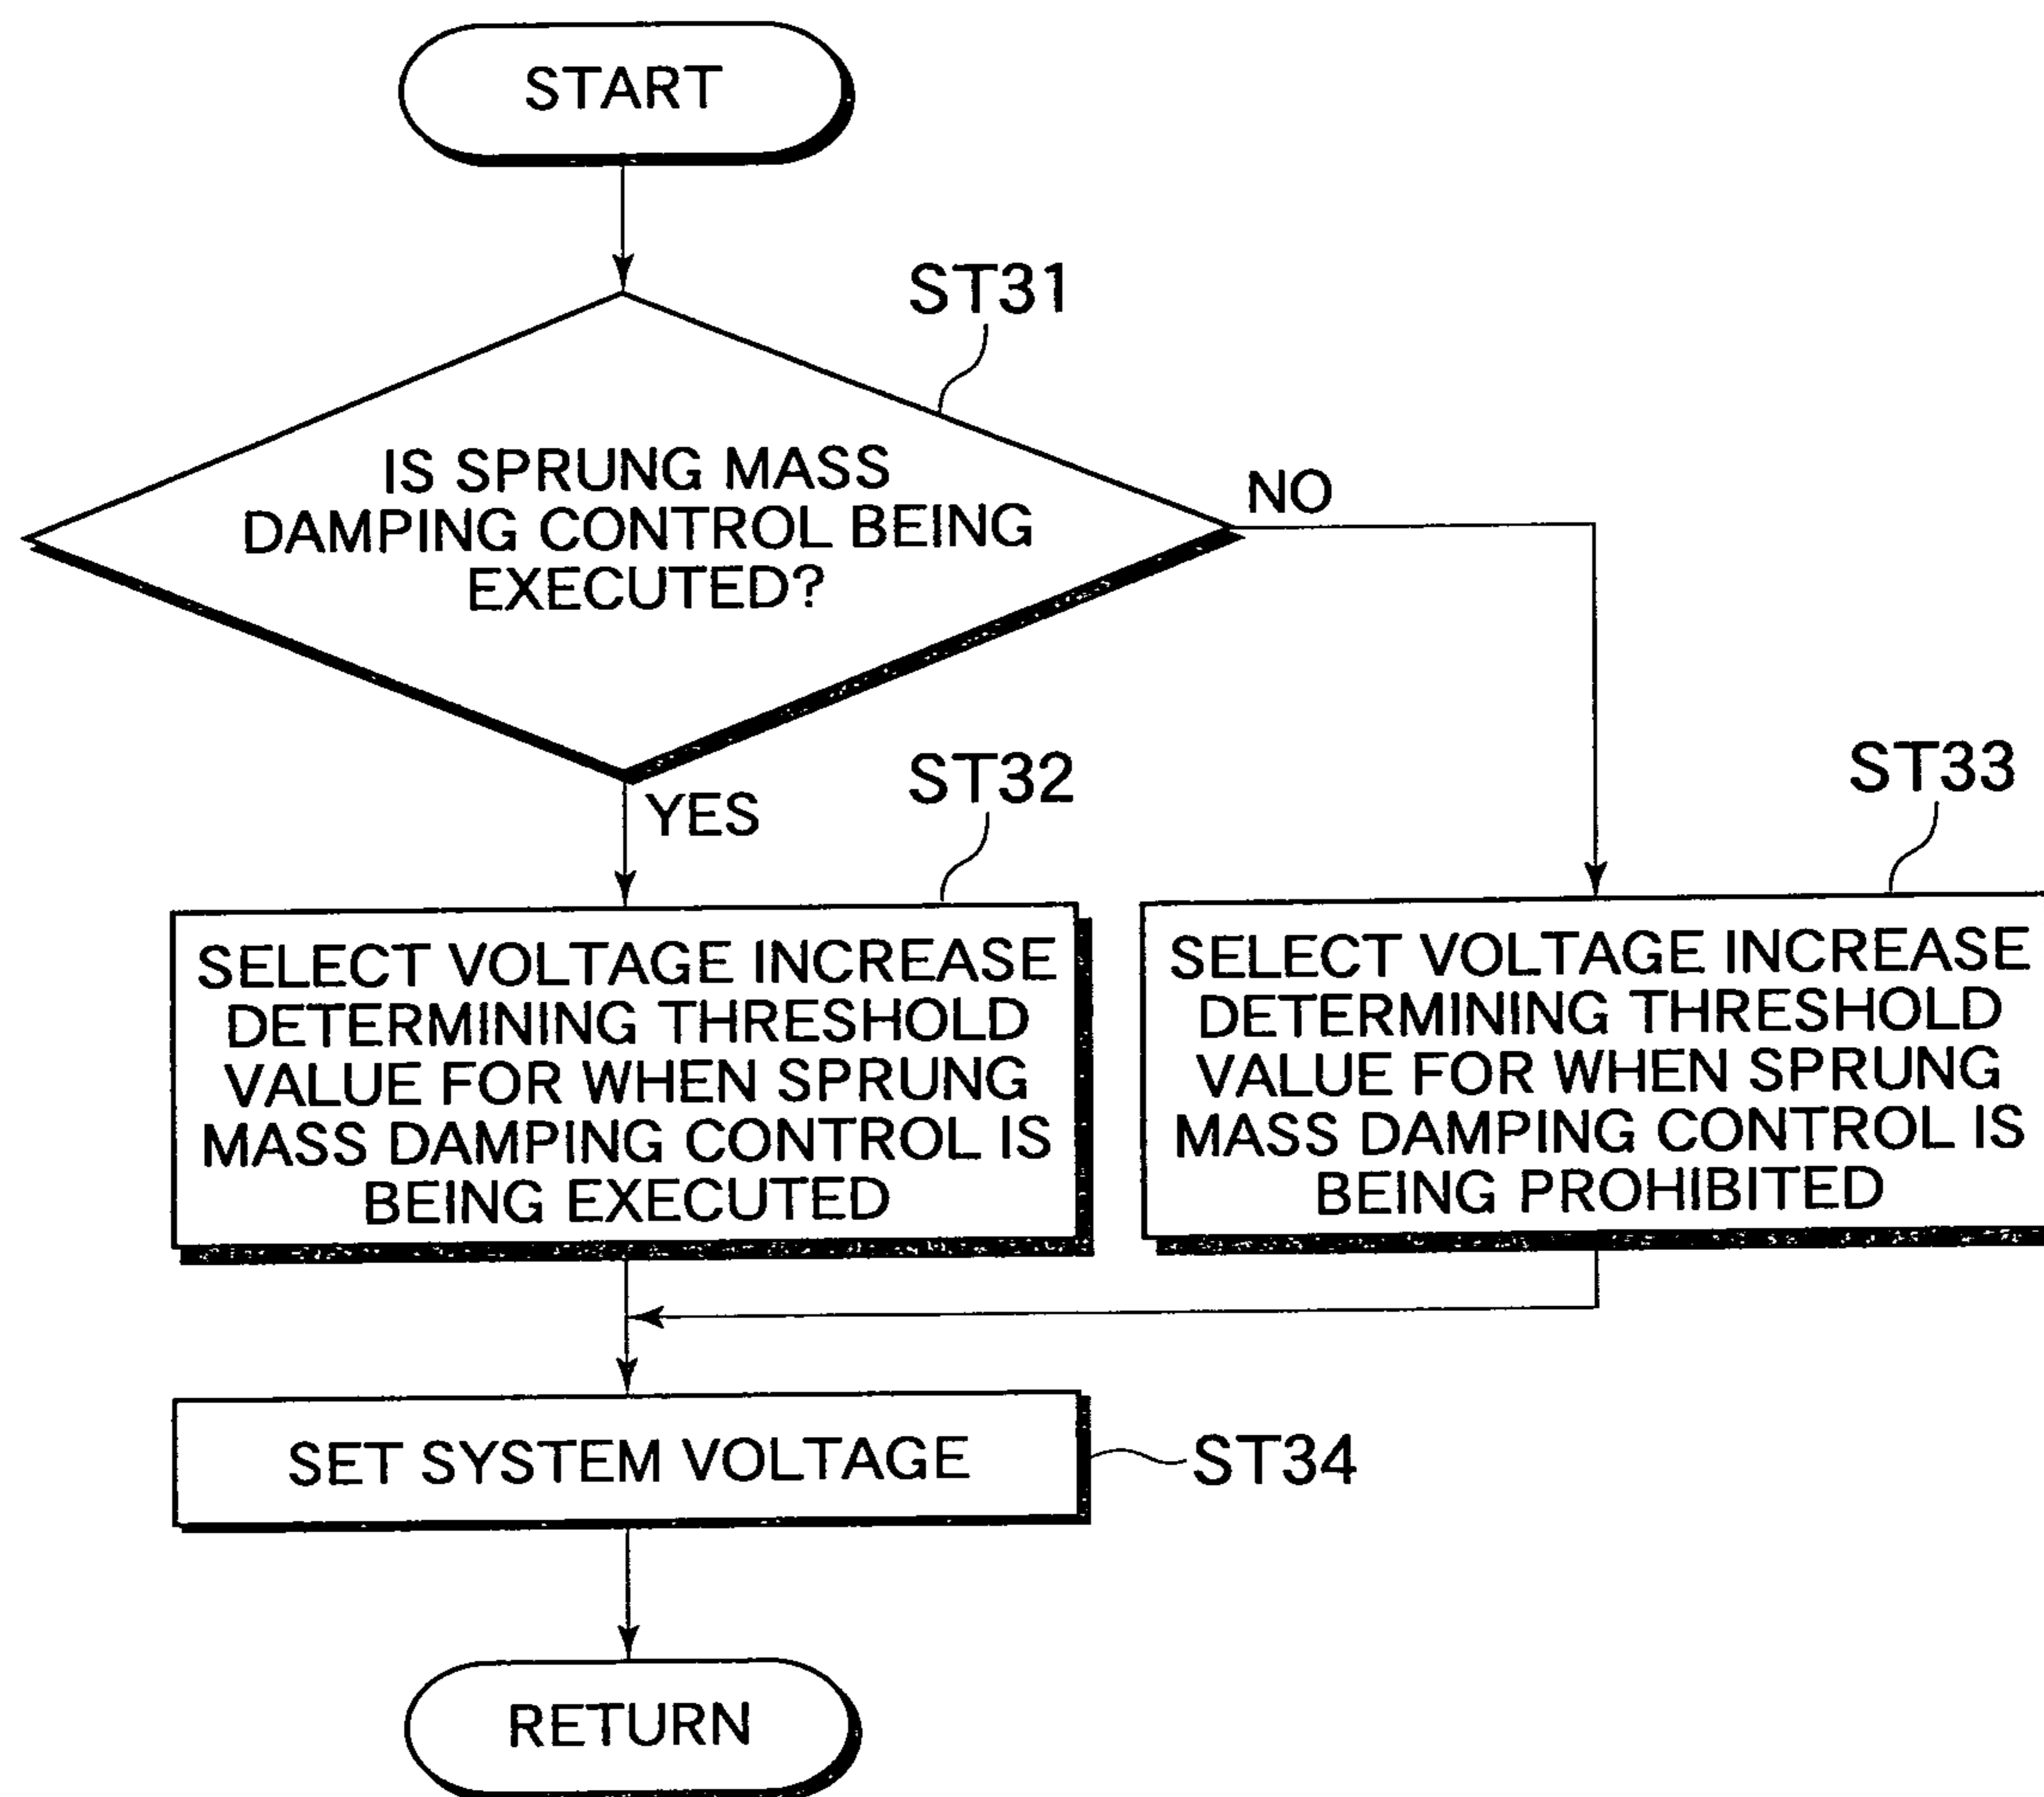 START
ST31
IS SPRUNG MASS
DAMPING CONTROL BEING
EXECUTED?
NO
YES
ST32
SELECT VOLTAGE INCREASE
DETERMINING THRESHOLD
VALUE FOR WHEN SPRUNG
MASS DAMPING CONTROL IS
BEING EXECUTED
ST33
SELECT VOLTAGE INCREASE
DETERMINING THRESHOLD
VALUE FOR WHEN SPRUNG
MASS DAMPING CONTROL IS
BEING PROHIBITED
SET SYSTEM VOLTAGE
ST34
RETURN